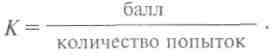 K = балл / количество попыток .